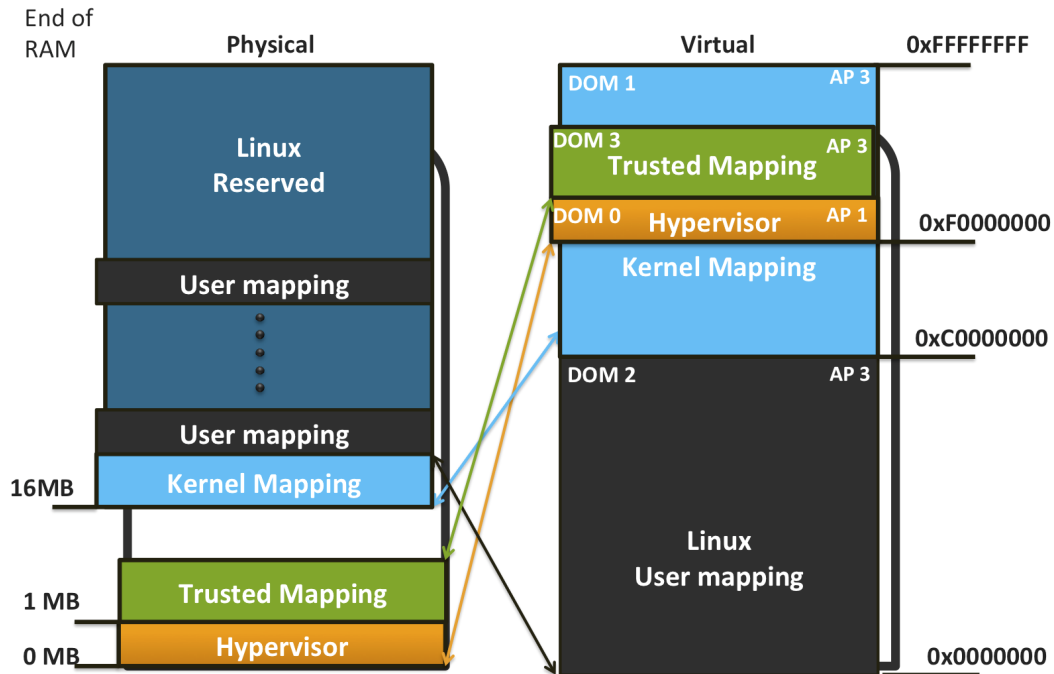 End of
RAM
Physical
Linux
Reserved
User mapping
User mapping
Kernel Mapping
16MB
Trusted Mapping
1 MB
Hypervisor
0 MB
Virtual
0xFFFFFFFF
DOM 1
AP 3
DOM 3
AP 3
Trusted Mapping
DOM 0
Hypervisor
AP 1
0xF0000000
Kernel Mapping
0xC0000000
DOM 2
AP 3
Linux
User mapping
0x0000000